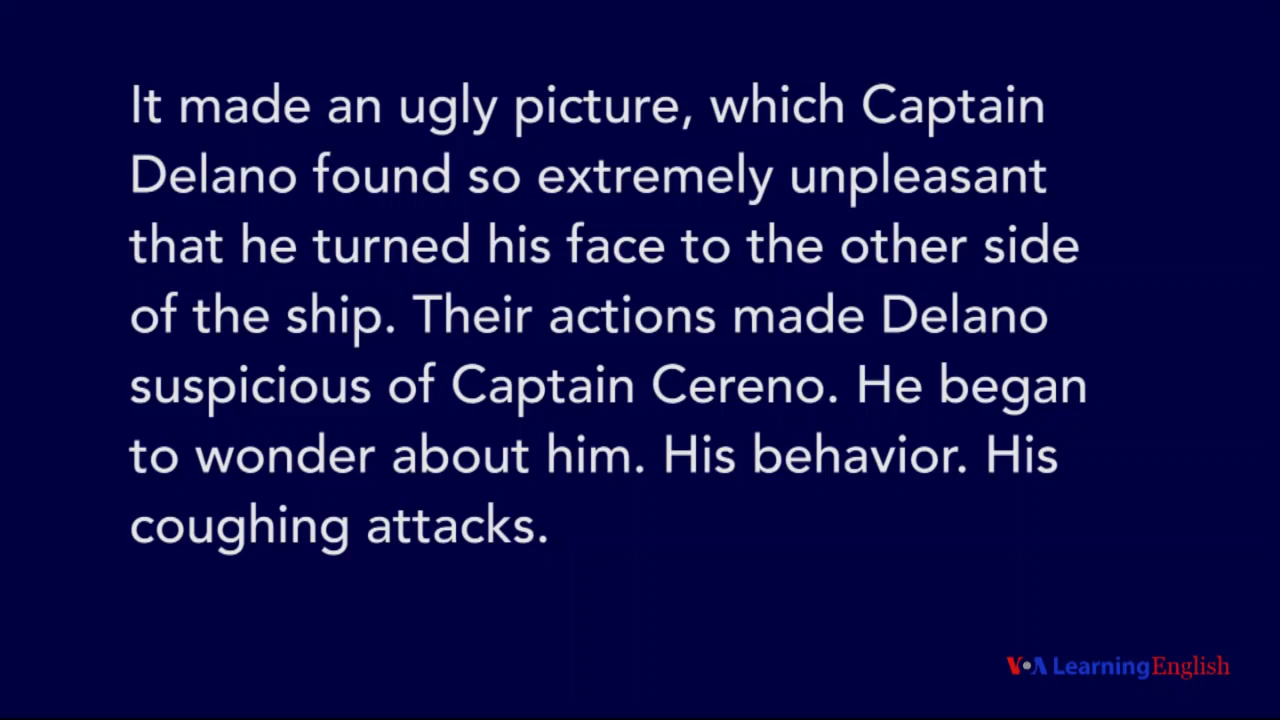 It made an ugly picture, which Captain
Delano found so extremely unpleasant
that he turned his face to the other side
of the ship. Their actions made Delano
suspicious of Captain Cereno. He began
to wonder about him. His behavior. His
coughing attacks.
VOA Learning English